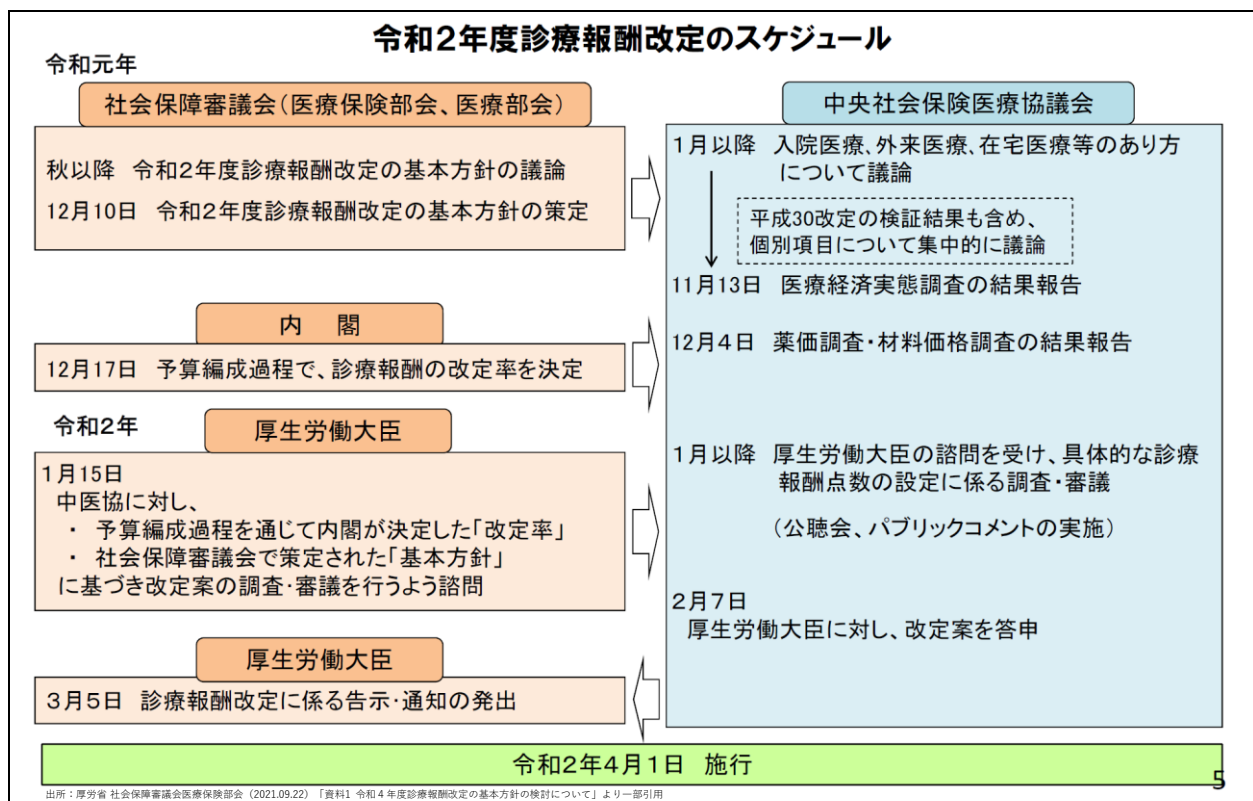 令和２年度診療報酬改定のスケジュール
令和元年
社会保障審議会（医療保険部会、医療部会）
秋以降 令和２年度診療報酬改定の基本方針の議論
12月10日 令和２年度診療報酬改定の基本方針の策定
内　閣
12月17日 予算編成過程で、診療報酬の改定率を決定
令和２年
厚生労働大臣
１月15日
中医協に対し、
・ 予算編成過程を通じて内閣が決定した「改定率」
・ 社会保障審議会で策定された「基本方針」
に基づき改定案の調査・審議を行うよう諮問
厚生労働大臣
３月５日 診療報酬改定に係る告示・通知の発出
中央社会保険医療協議会
１月以降 入院医療、外来医療、在宅医療等のあり方
について議論
平成30改定の検証結果も含め、
個別項目について集中的に議論
11月13日 医療経済実態調査の結果報告
12月４日 薬価調査・材料価格調査の結果報告
１月以降 厚生労働大臣の諮問を受け、具体的な診療
報酬点数の設定に係る調査・審議
（公聴会、パブリックコメントの実施）
２月７日
厚生労働大臣に対し、改定案を答申
令和２年４月１日 施行
5
出所：厚労省 社会保障審議会医療保険部会（2021.09.22）「資料1 令和４年度診療報酬改定の基本方針の検討について」より一部引用